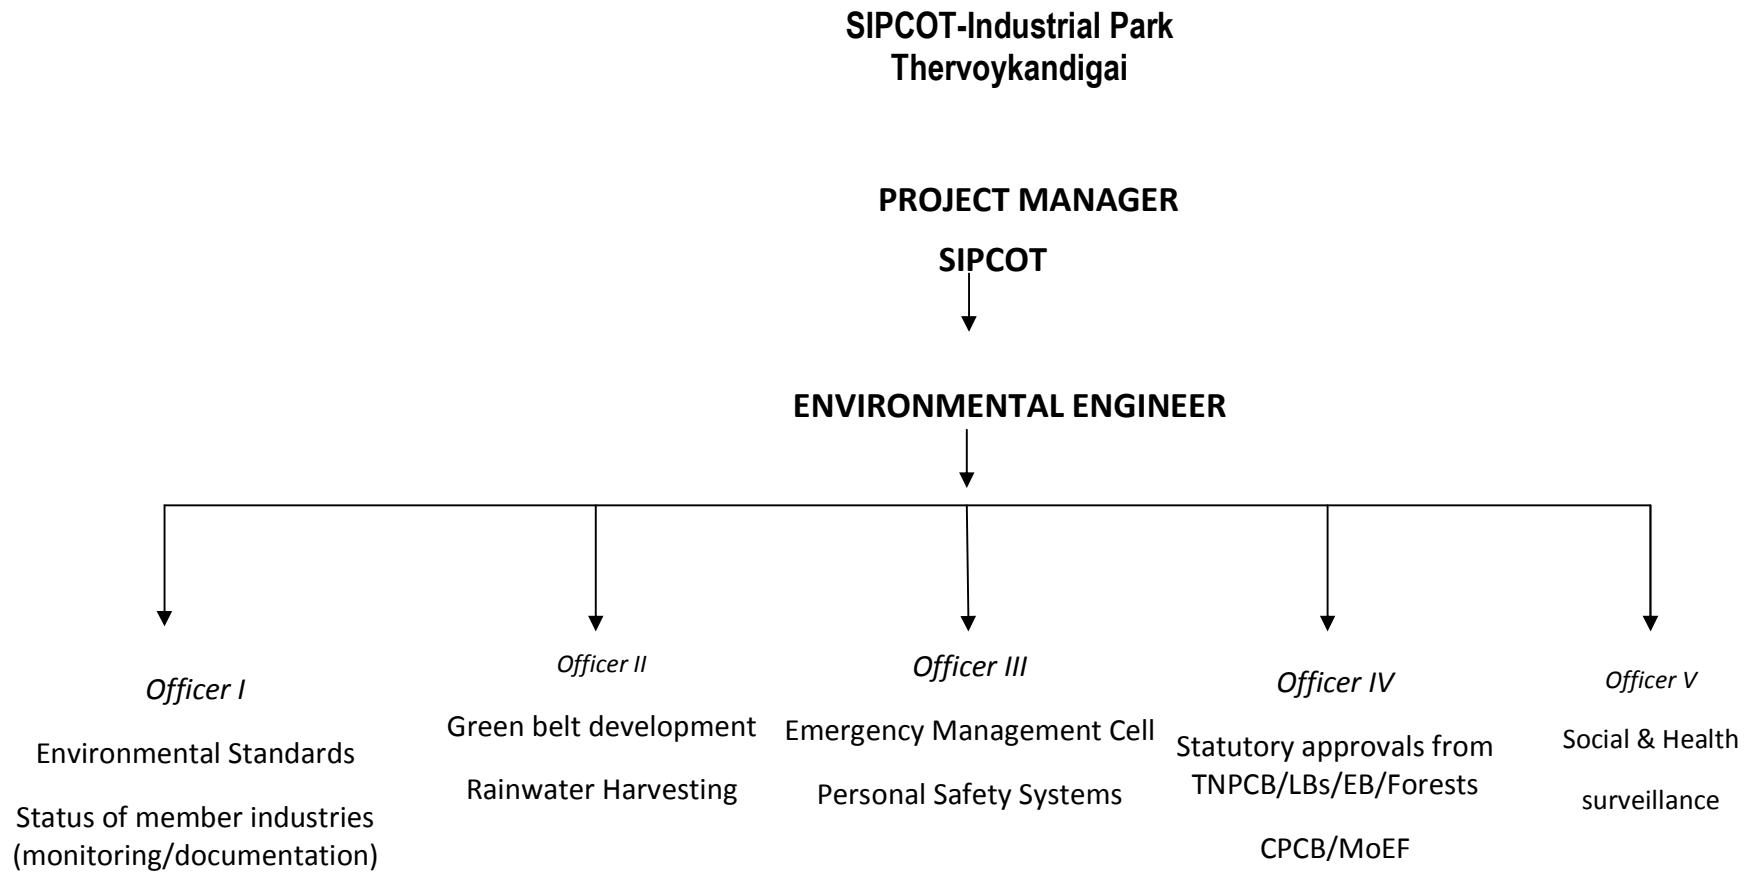 SIPCOT-Industrial Park
Thervoykandigai
PROJECT MANAGER
SIPCOT
ENVIRONMENTAL ENGINEER
Officer I
Environmental Standards
Status of member industries
(monitoring/documentation)
Officer II
Green belt development
Rainwater Harvesting
Officer III
Emergency Management Cell
Personal Safety Systems
Officer IV
Statutory approvals from
TNPCB/LBs/EB/Forests
CPCB/MoEF
Officer V
Social & Health
surveillance